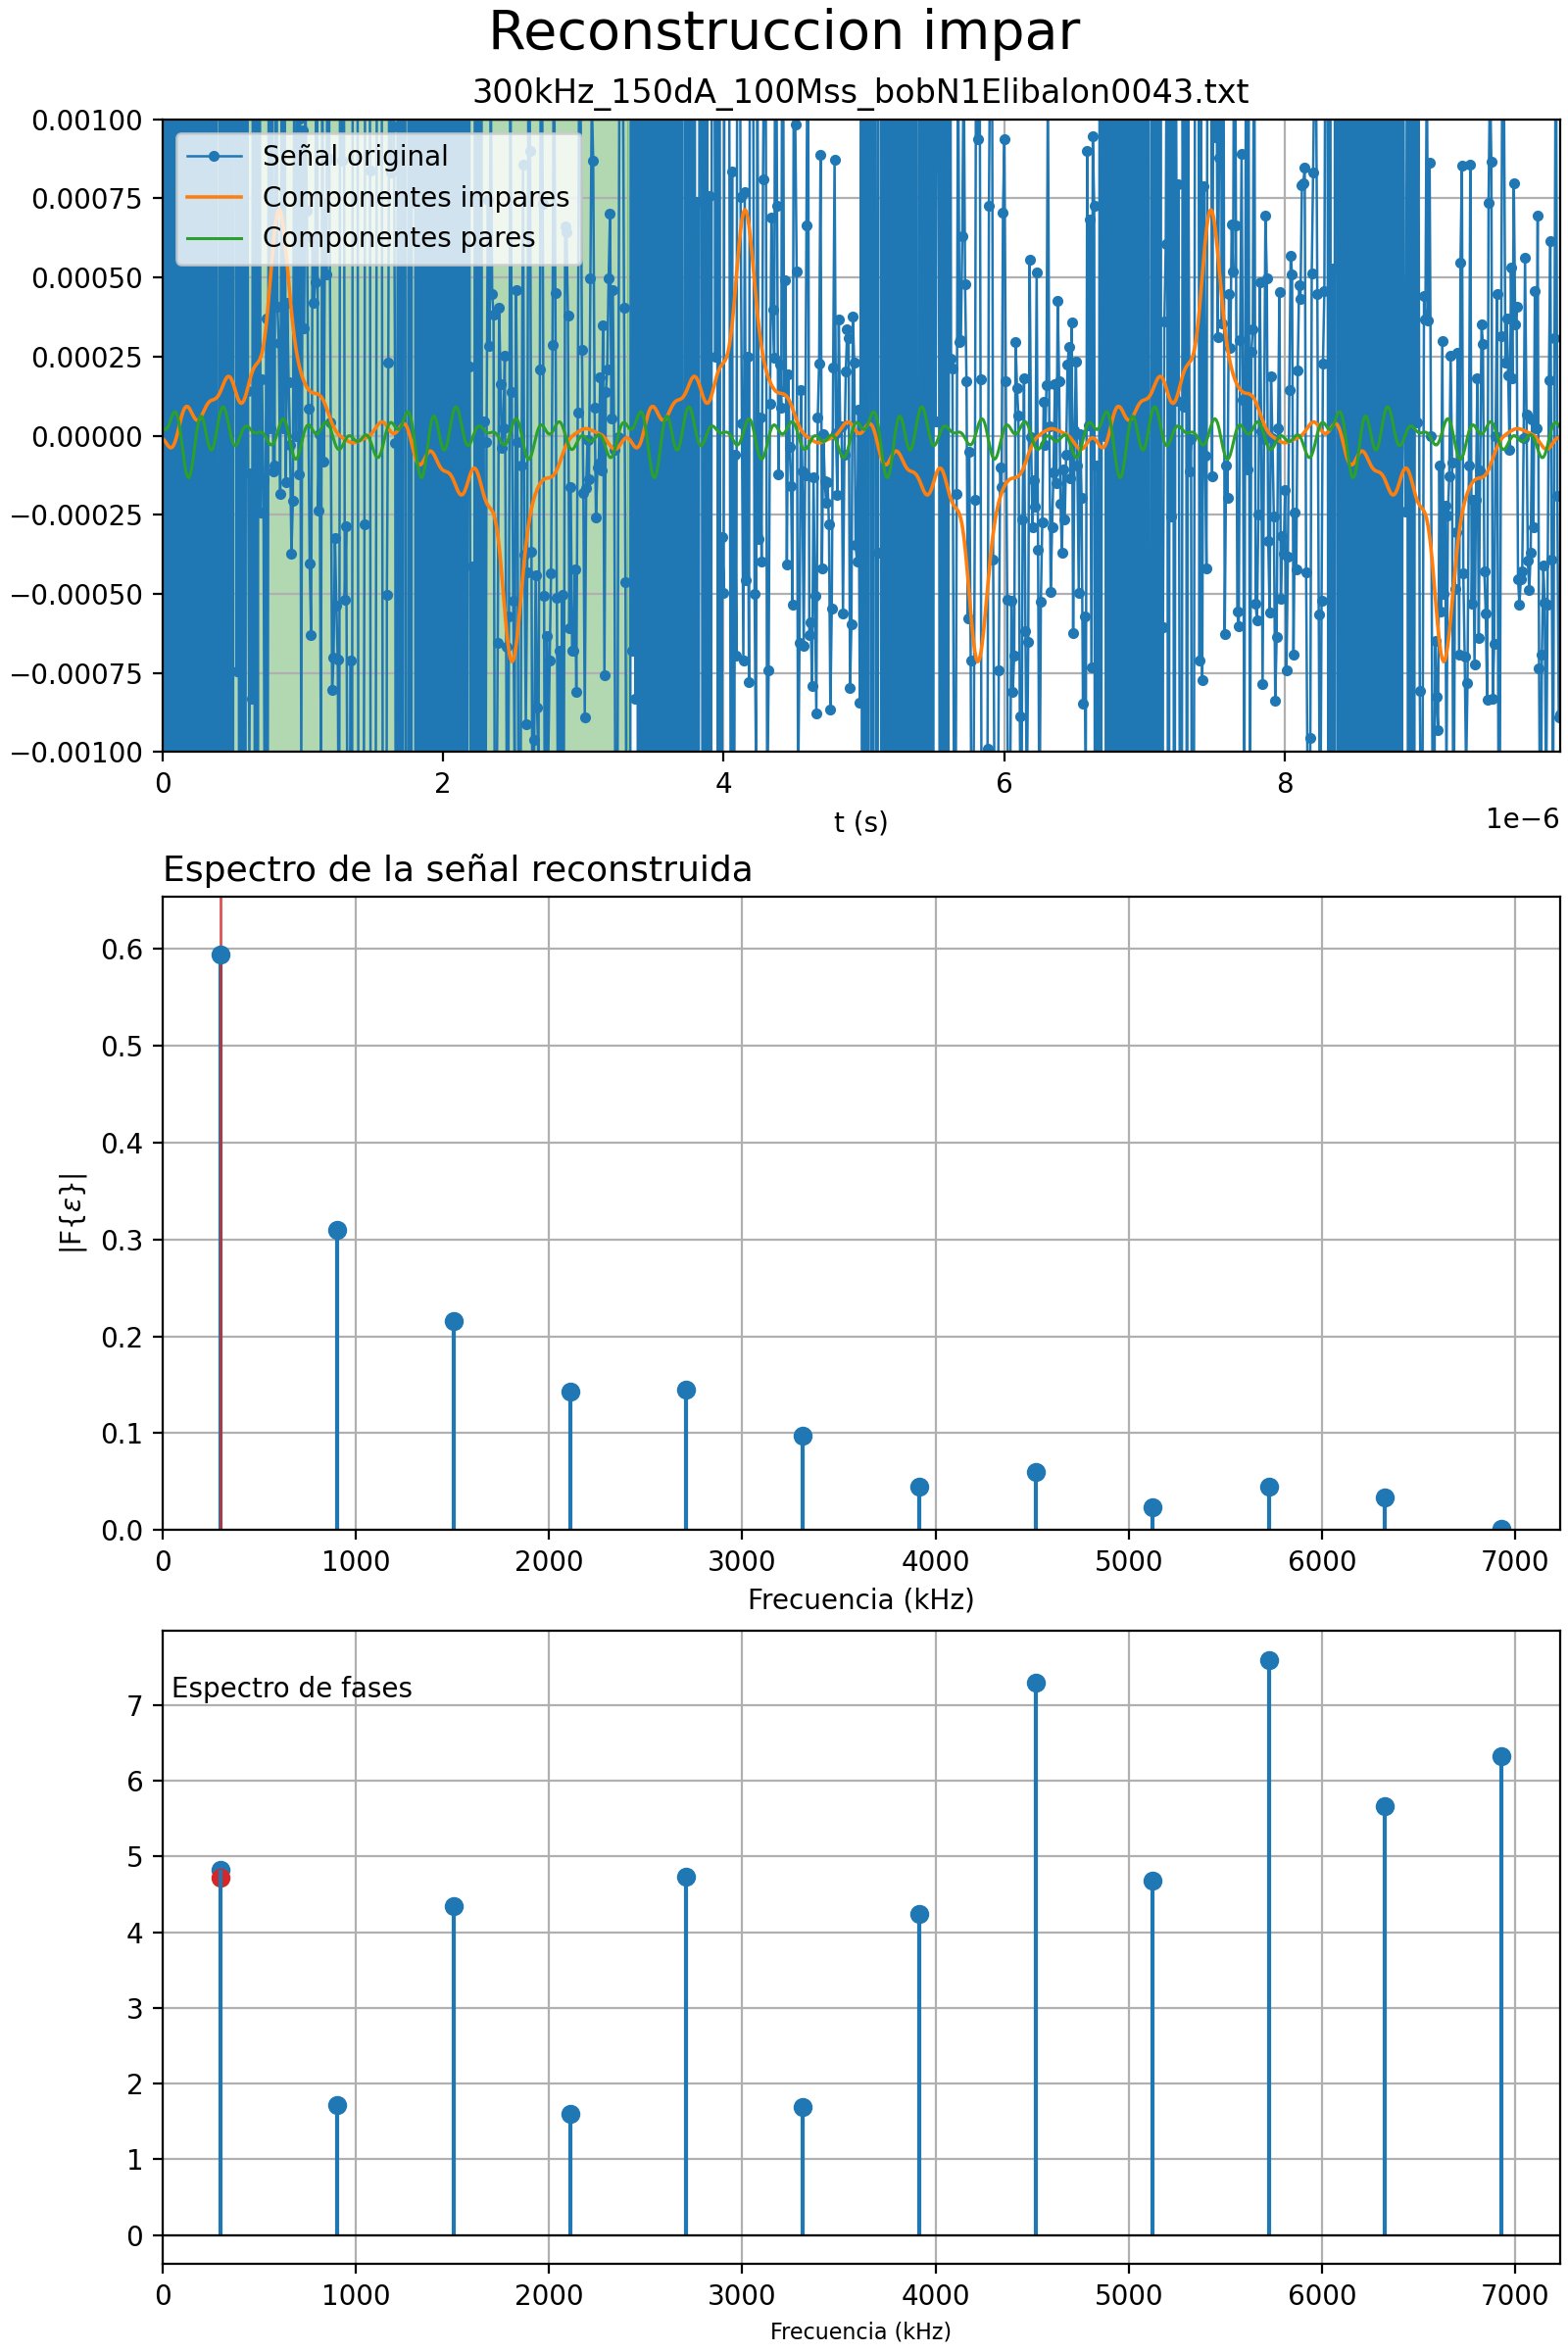 Reconstruccion impar
300kHz_150dA_100Mss_bobN1Elibalon0043.txt
0.00100
0.00075
0.00050
0.00025
0.00000
−0.00025
−0.00050
−0.00075
−0.00100
Señal original
Componentes impares
Componentes pares
0 2 4 6 8
1e−6
t (s)
Espectro de la señal reconstruida
0.6
0.5
0.4
0.3
0.2
0.1
0.0
|F{ε}|
0 1000 2000 3000 4000 5000 6000 7000
Frecuencia (kHz)
Espectro de fases
7
6
5
4
3
2
1
0
0 1000 2000 3000 4000 5000 6000 7000
Frecuencia (kHz)